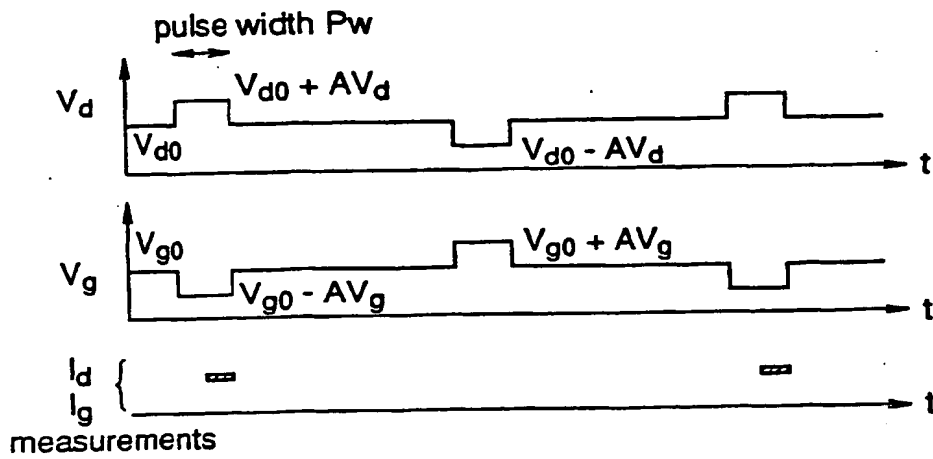 pulse width Pw
Vd
Vd0 + AVd
Vd0
Vd0 - AVd
t
Vg0
Vg0 + AVg
Vg
Vg0 - AVg
t
Id
Ig
t
measurements